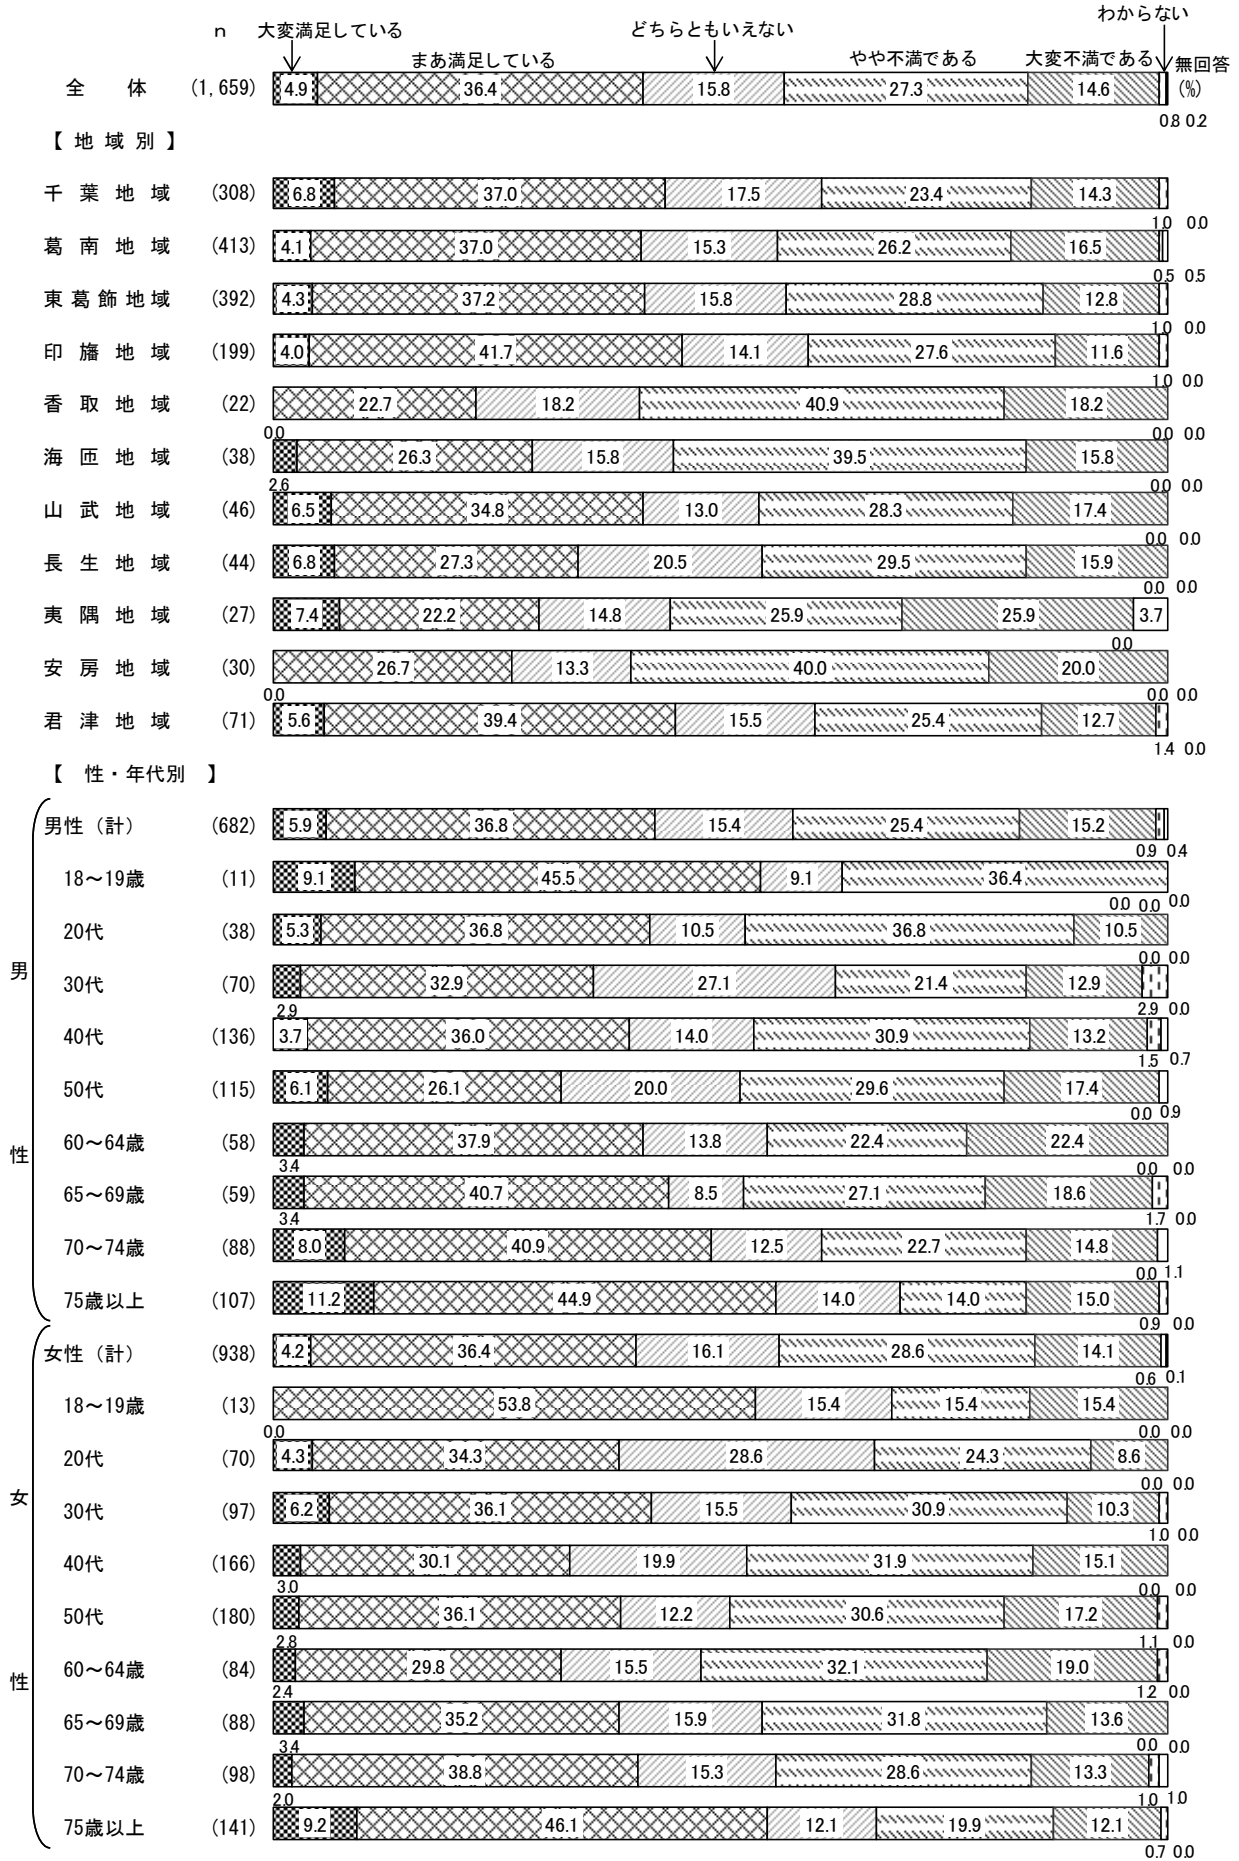 わからない
n 大変満足している どちらともいえない
まあ満足している やや不満である 大変不満である 無回答
全体 (1,659) 4.9 36.4 15.8 27.3 14.6 (%)
0.8 0.2
【地域別】
千葉地域 (308) 6.8 37.0 17.5 23.4 14.3
1.0 0.0
葛南地域 (413) 4.1 37.0 15.3 26.2 16.5
0.5 0.5
東葛飾地域 (392) 4.3 37.2 15.8 28.8 12.8
1.0 0.0
印旛地域 (199) 4.0 41.7 14.1 27.6 11.6
1.0 0.0
香取地域 (22) 22.7 18.2 40.9 18.2
0.0 0.0 0.0
海匝地域 (38) 26.3 15.8 39.5 15.8
2.6 0.0 0.0
山武地域 (46) 6.5 34.8 13.0 28.3 17.4
0.0 0.0
長生地域 (44) 6.8 27.3 20.5 29.5 15.9
0.0 0.0
夷隅地域 (27) 7.4 22.2 14.8 25.9 25.9 3.7
0.0
安房地域 (30) 26.7 13.3 40.0 20.0
0.0 0.0 0.0
君津地域 (71) 5.6 39.4 15.5 25.4 12.7
1.4 0.0
【 性・年代別 】
男性（計） (682) 5.9 36.8 15.4 25.4 15.2
0.9 0.4
18～19歳 (11) 9.1 45.5 9.1 36.4
0.0 0.0 0.0
20代 (38) 5.3 36.8 10.5 36.8 10.5
0.0 0.0
男
30代 (70) 32.9 27.1 21.4 12.9
2.9 2.9 0.0
40代 (136) 3.7 36.0 14.0 30.9 13.2
1.5 0.7
50代 (115) 6.1 26.1 20.0 29.6 17.4
0.0 0.9
60～64歳 (58) 37.9 13.8 22.4 22.4
性
3.4 0.0 0.0
65～69歳 (59) 40.7 8.5 27.1 18.6
3.4 1.7 0.0
70～74歳 (88) 8.0 40.9 12.5 22.7 14.8
0.0 1.1
75歳以上 (107) 11.2 44.9 14.0 14.0 15.0
0.9 0.0
女性（計） (938) 4.2 36.4 16.1 28.6 14.1
0.6 0.1
18～19歳 (13) 53.8 15.4 15.4 15.4
0.0 0.0 0.0
20代 (70) 4.3 34.3 28.6 24.3 8.6
0.0 0.0
女
30代 (97) 6.2 36.1 15.5 30.9 10.3
1.0 0.0
40代 (166) 30.1 19.9 31.9 15.1
3.0 0.0 0.0
50代 (180) 36.1 12.2 30.6 17.2
2.8 1.1 0.0
60～64歳 (84) 29.8 15.5 32.1 19.0
性
2.4 1.2 0.0
65～69歳 (88) 35.2 15.9 31.8 13.6
3.4 0.0 0.0
70～74歳 (98) 38.8 15.3 28.6 13.3
2.0 1.0 1.0
75歳以上 (141) 9.2 46.1 12.1 19.9 12.1
0.7 0.0